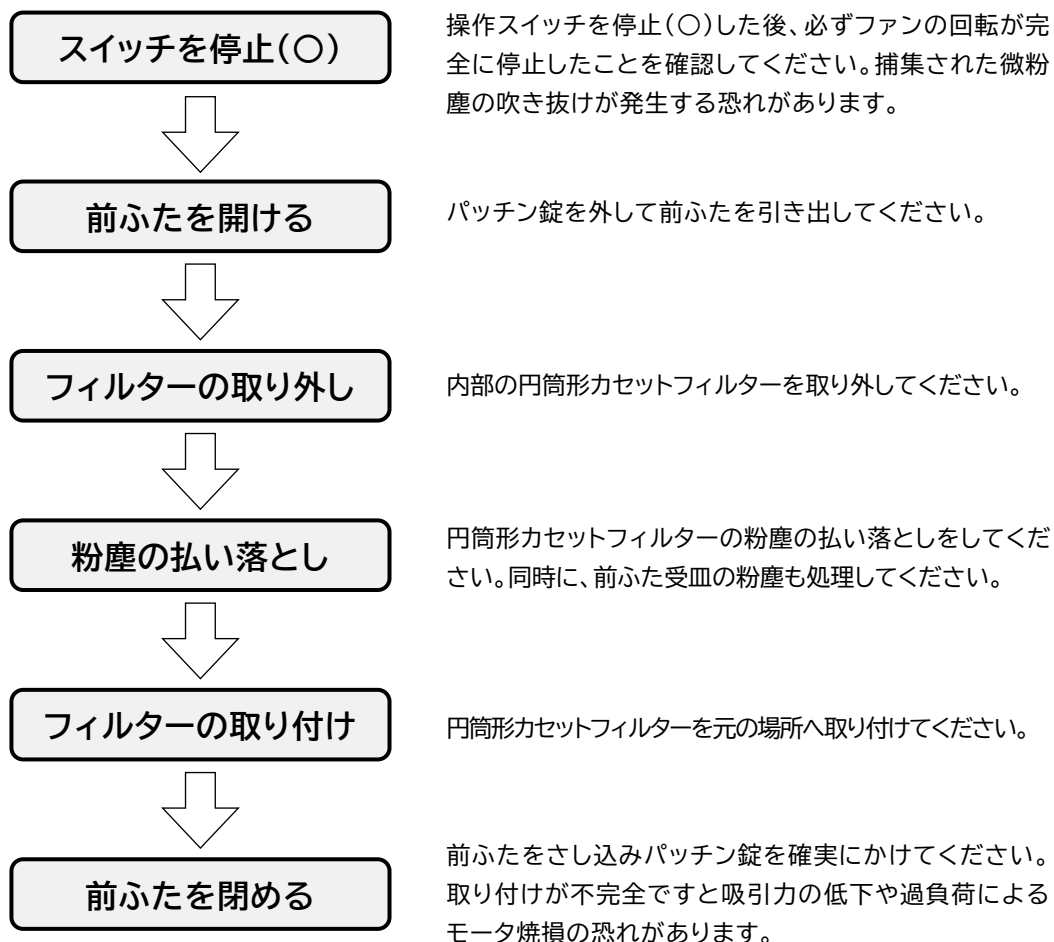 スイッチを停止(〇)
操作スイッチを停止(〇)した後、必ずファンの回転が完
全に停止したことを確認してください。捕集された微粉
塵の吹き抜けが発生する恐れがあります。
前ふたを開ける
パッチン錠を外して前ふたを引き出してください。
フィルターの取り外し
内部の円筒形カセットフィルターを取り外してください。
粉塵の払い落とし
円筒形カセットフィルターの粉塵の払い落としをしてくだ
さい。同時に、前ふた受皿の粉塵も処理してください。
フィルターの取り付け
円筒形カセットフィルターを元の場所へ取り付けてください。
前ふたを閉める
前ふたをさし込みパッチン錠を確実にかけてください。
取り付けが不完全ですと吸引力の低下や過負荷による
モータ焼損の恐れがあります。